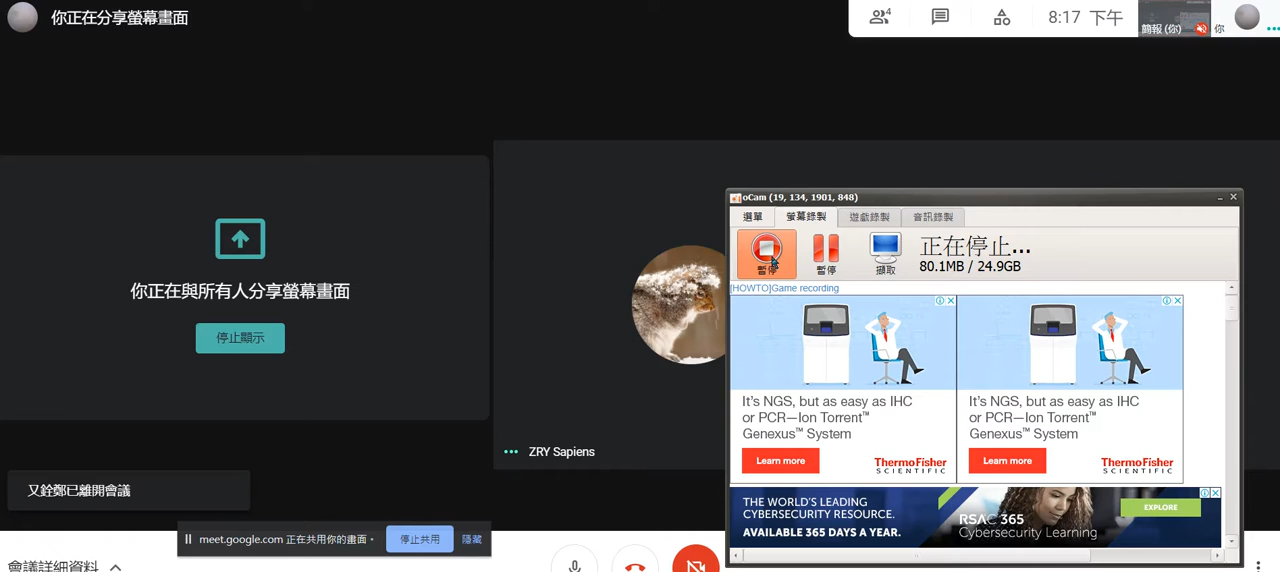 你正在分享螢幕畫面
4
8:17 下午
簡報 (你)
你
你正在與所有人分享螢幕畫面
停止顯示
ZRY Sapiens
又銓鄭已離開會議
meet.google.com 正在共用你的畫面。
停止共用
隱藏
會議詳細資料
oCam (19, 134, 1901, 848)
選單
螢幕錄製
遊戲錄製
音訊錄製
暫停
暫停
擷取
正在停止...
80.1MB / 24.9GB
[HOWTO]Game recording
It's NGS, but as easy as IHC
or PCR—Ion Torrent™
Genexus™ System
Learn more
ThermoFisher
SCIENTIFIC
It's NGS, but as easy as IHC
or PCR—Ion Torrent™
Genexus™ System
Learn more
ThermoFisher
SCIENTIFIC
THE WORLD'S LEADING
CYBERSECURITY RESOURCE.
AVAILABLE 365 DAYS A YEAR.
RSAC 365
Cybersecurity Learning
EXPLORE